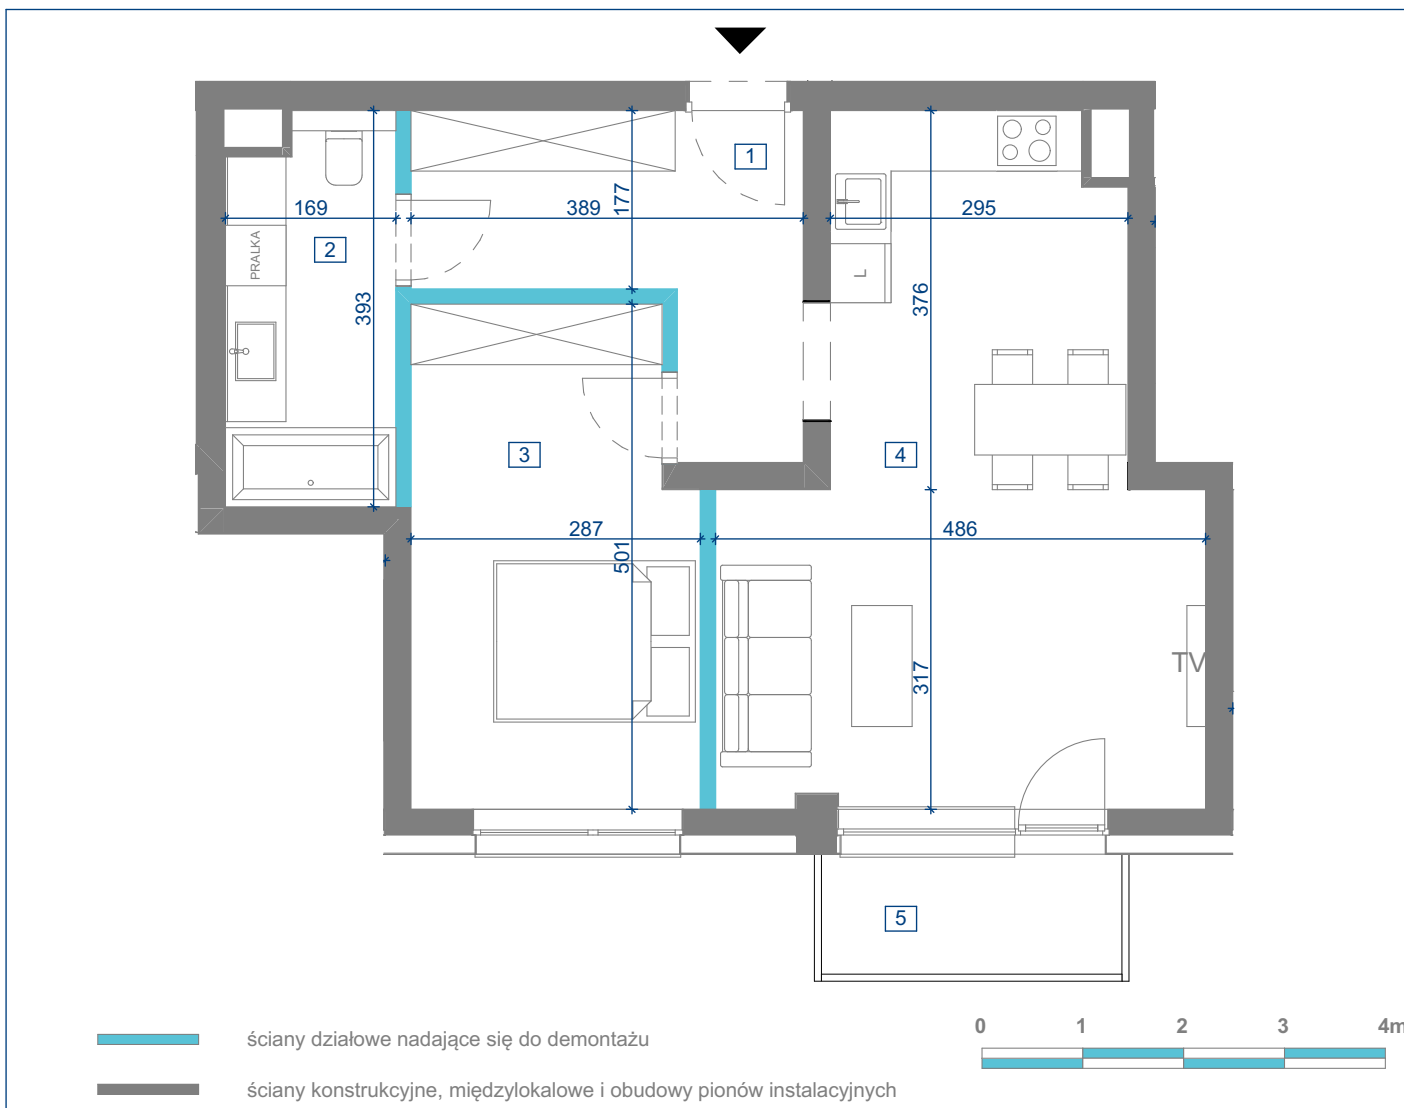 1
177
169
389
295
2
PRALKA
L
393
376
3
4
287
501
486
317
TV
5
0 1 2 3 4m
ściany działowe nadające się do demontażu
ściany konstrukcyjne, międzylokalowe i obudowy pionów instalacyjnych